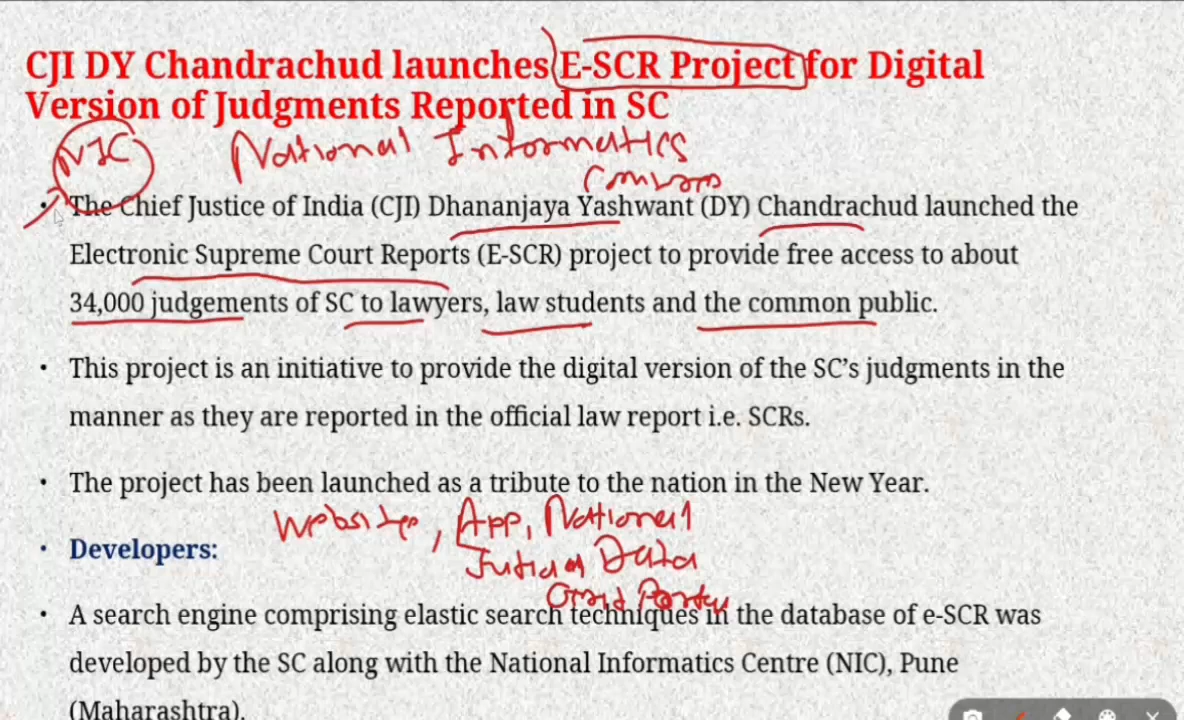 CJI DY Chandrachud launches E-SCR Project for Digital
Version of Judgments Reported in SC
NIC National Informatics
• The Chief Justice of India (CJI) Dhananjaya Yashwant (DY) Chandrachud launched the
Electronic Supreme Court Reports (E-SCR) project to provide free access to about
34,000 judgements of SC to lawyers, law students and the common public.
• This project is an initiative to provide the digital version of the SC’s judgments in the
manner as they are reported in the official law report i.e. SCRs.
• The project has been launched as a tribute to the nation in the New Year.
Website, App, National
• Developers:
Data
• A search engine comprising elastic search techniques in the database of e-SCR was
developed by the SC along with the National Informatics Centre (NIC), Pune
(Maharashtra).